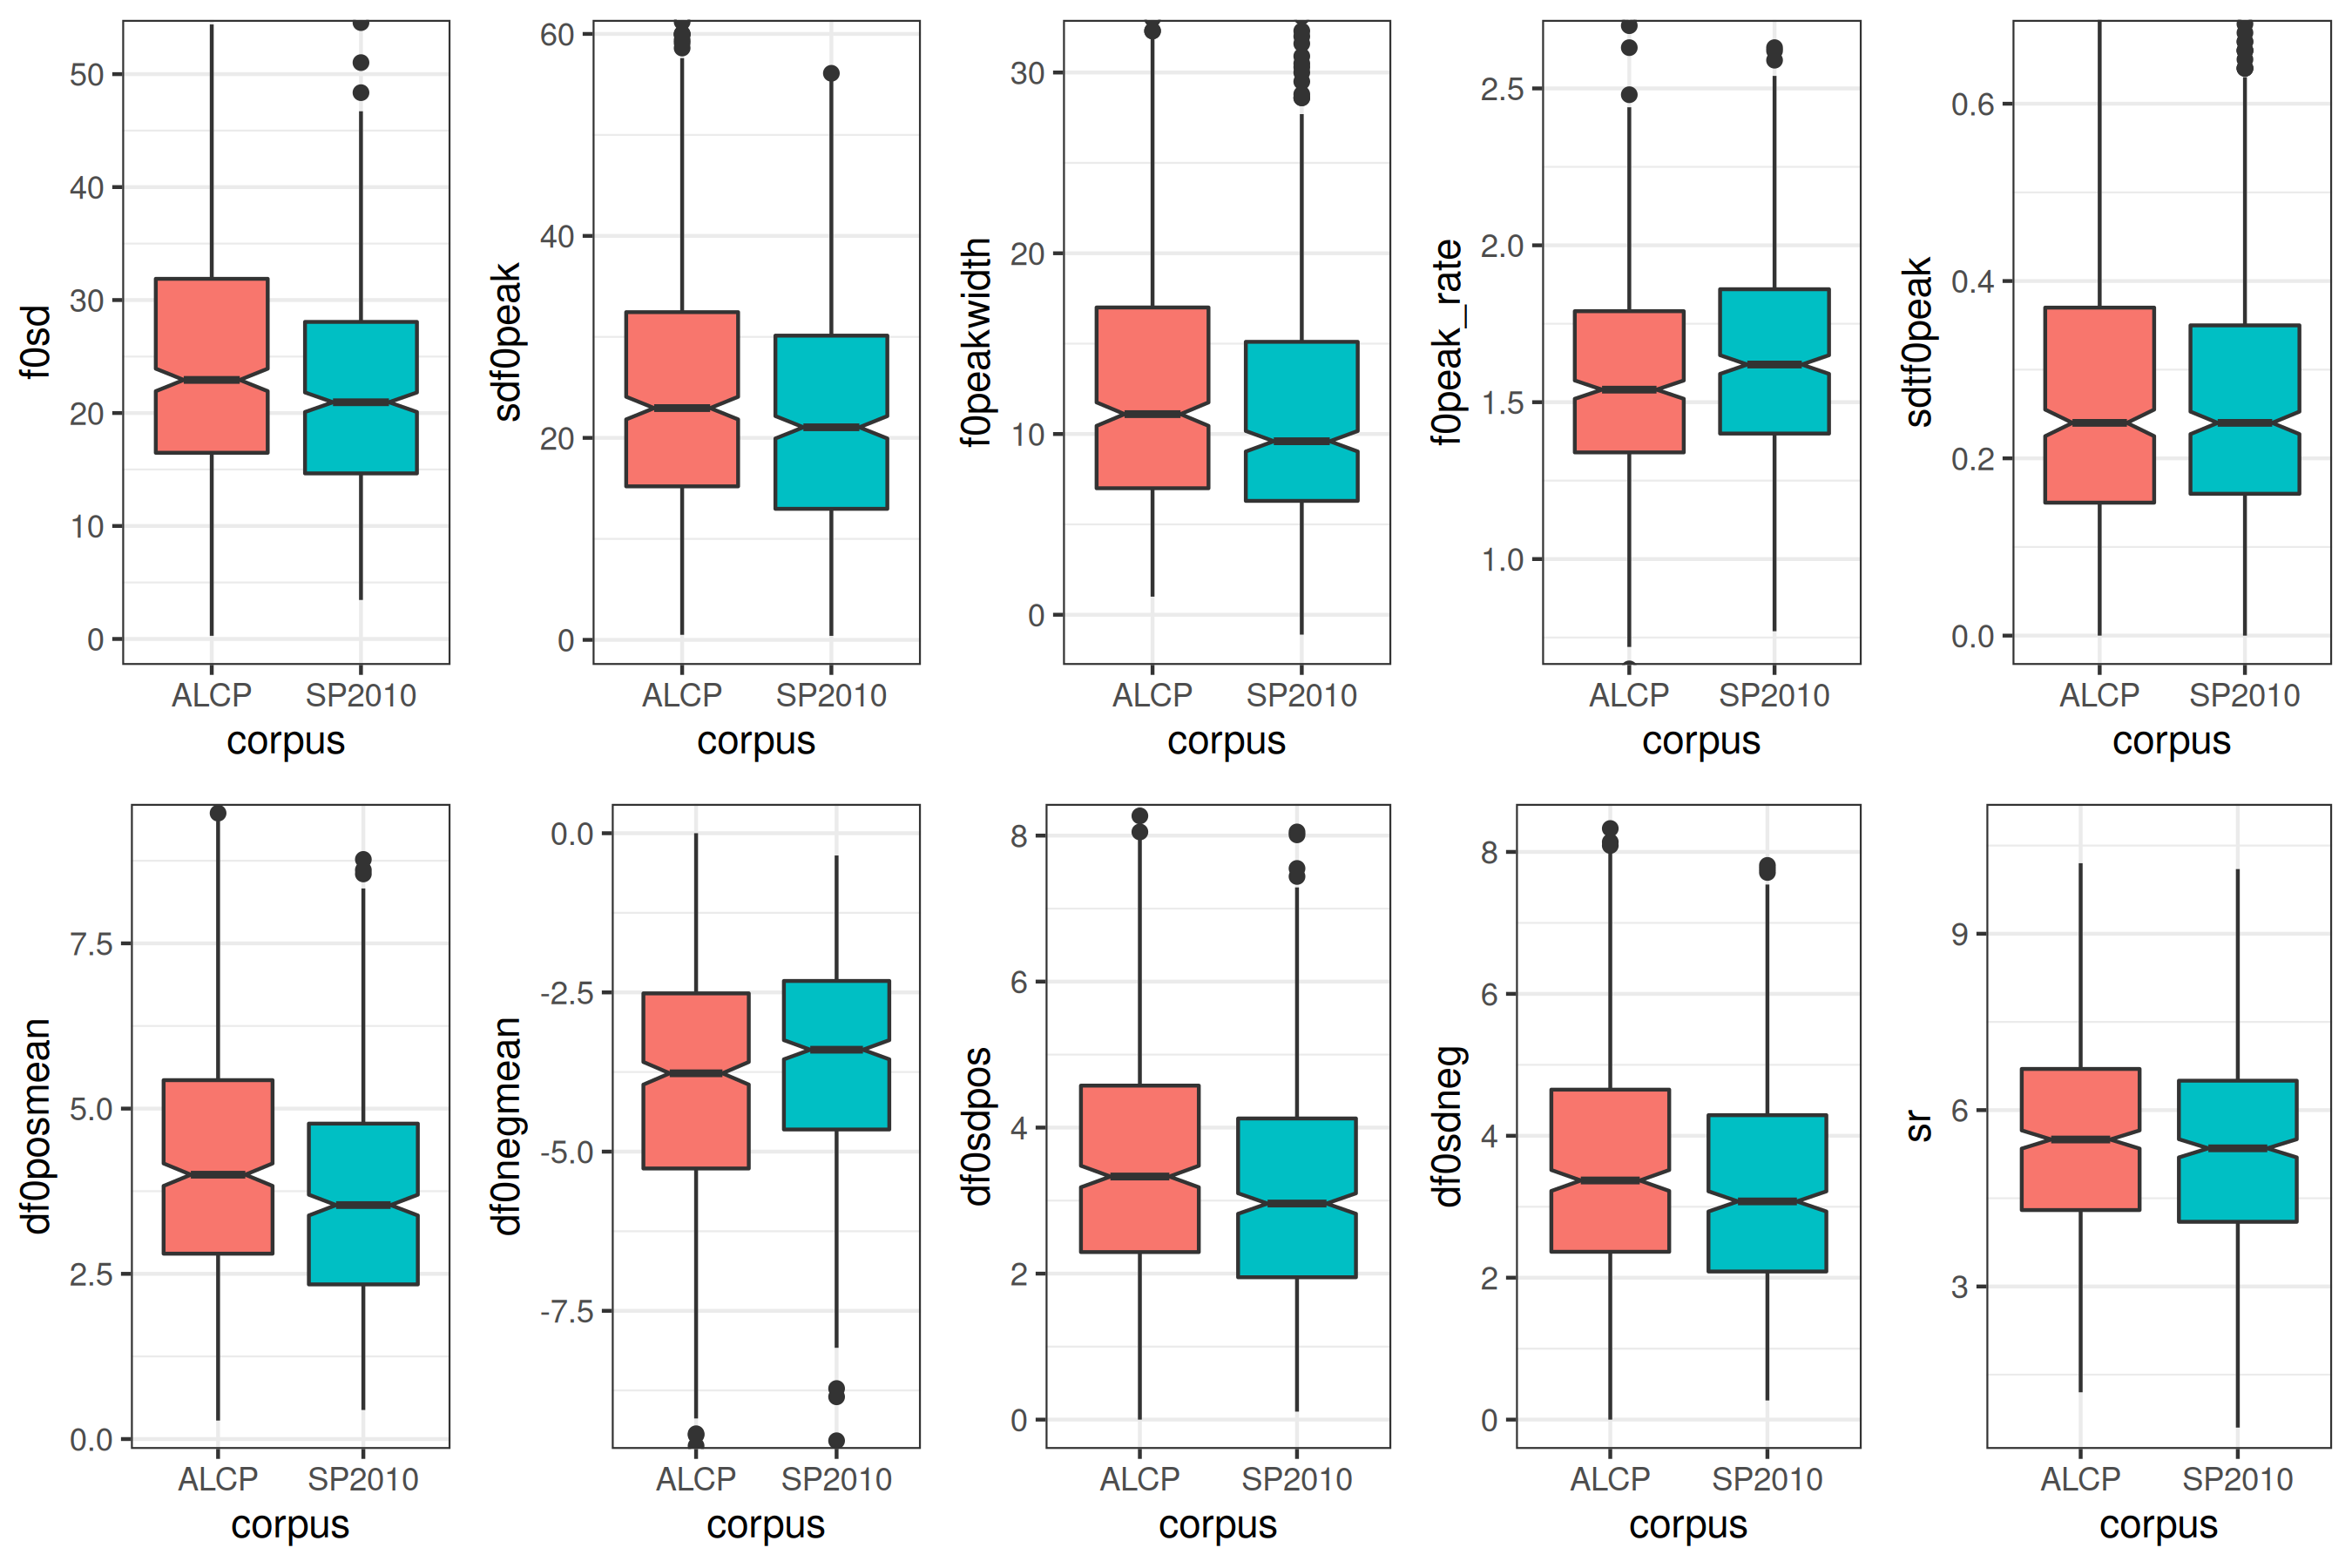 f0sd
50
40
30
20
10
0
ALCP SP2010
corpus
sdf0peak
60
40
20
0
ALCP SP2010
corpus
f0peakwidth
30
20
10
0
ALCP SP2010
corpus
f0peak_rate
2.5
2.0
1.5
1.0
ALCP SP2010
corpus
sdtf0peak
0.6
0.4
0.2
0.0
ALCP SP2010
corpus
df0posmean
7.5
5.0
2.5
0.0
ALCP SP2010
corpus
df0negmean
0.0
-2.5
-5.0
-7.5
ALCP SP2010
corpus
df0sdpos
8
6
4
2
0
ALCP SP2010
corpus
df0sdneg
8
6
4
2
0
ALCP SP2010
corpus
sr
9
6
3
ALCP SP2010
corpus